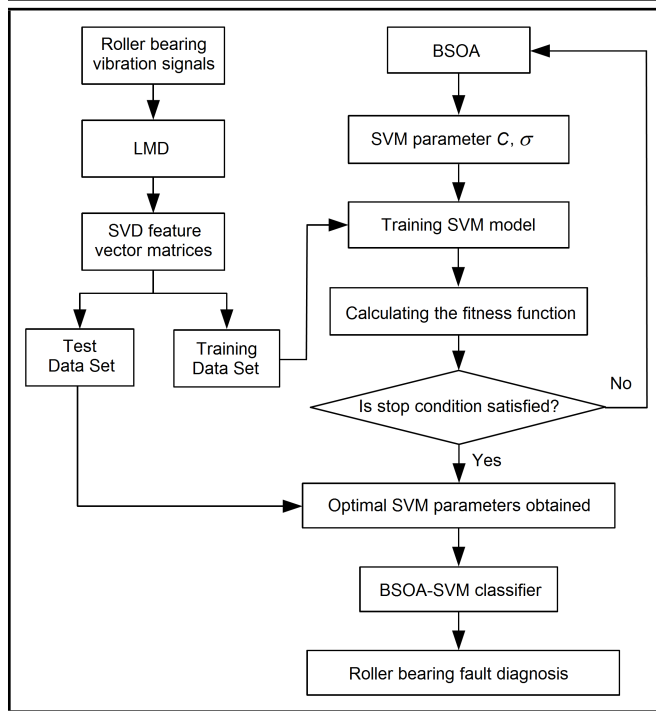 Roller bearing
vibration signals
LMD
SVD feature
vector matrices
Test
Data Set
Training
Data Set
BSOA
SVM parameter C, σ
Training SVM model
Calculating the fitness function
Is stop condition satisfied?
No
Yes
Optimal SVM parameters obtained
BSOA-SVM classifier
Roller bearing fault diagnosis